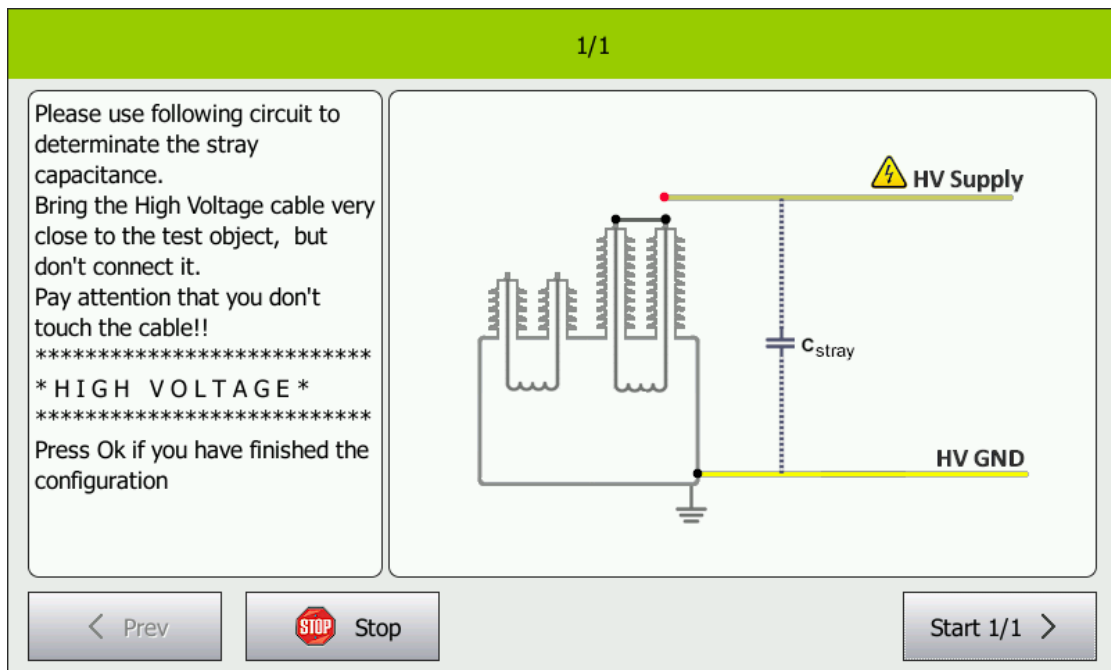 1/1
Please use following circuit to
determinate the stray
capacitance.
Bring the High Voltage cable very
close to the test object,  but
don't connect it.
Pay attention that you don't
touch the cable!!
***************************
* H I G H   V O L T A G E *
***************************
Press Ok if you have finished the
configuration
HV Supply
Cstray
HV GND
Prev
STOP
Stop
Start 1/1